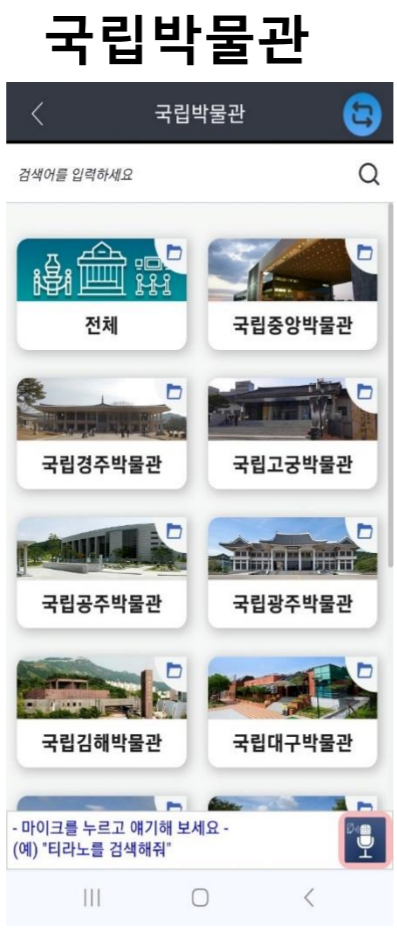 국립박물관
국립박물관
검색어를 입력하세요
전체
국립중앙박물관
국립경주박물관
국립고궁박물관
국립공주박물관
국립광주박물관
국립김해박물관
국립대구박물관
- 마이크를 누르고 얘기해 보세요 -
(예) "티라노를 검색해줘"